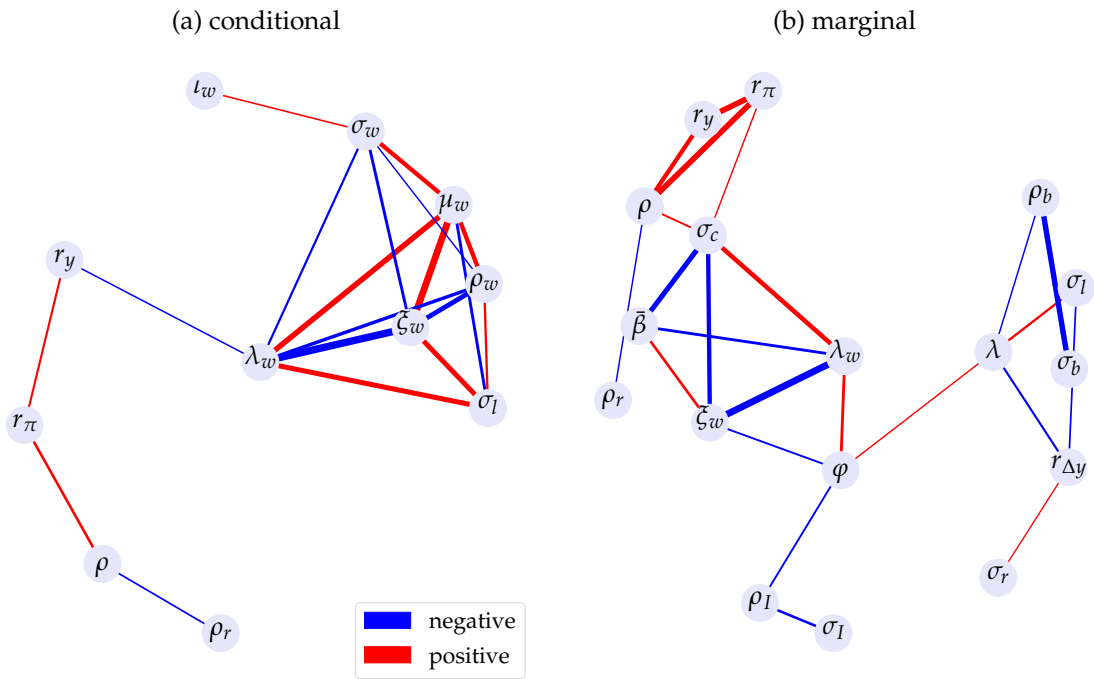 (a) conditional
(b) marginal
ι_w
σ_w
μ_w
r_y
ρ_w
ξ_w
λ_w
σ_l
r_π
ρ
ρ_r
negative
positive
r_π
r_y
ρ
σ_c
ρ_b
σ_l
β̄
λ_w
λ
σ_b
ρ_r
ξ_w
φ
r_Δy
σ_r
ρ_I
σ_I